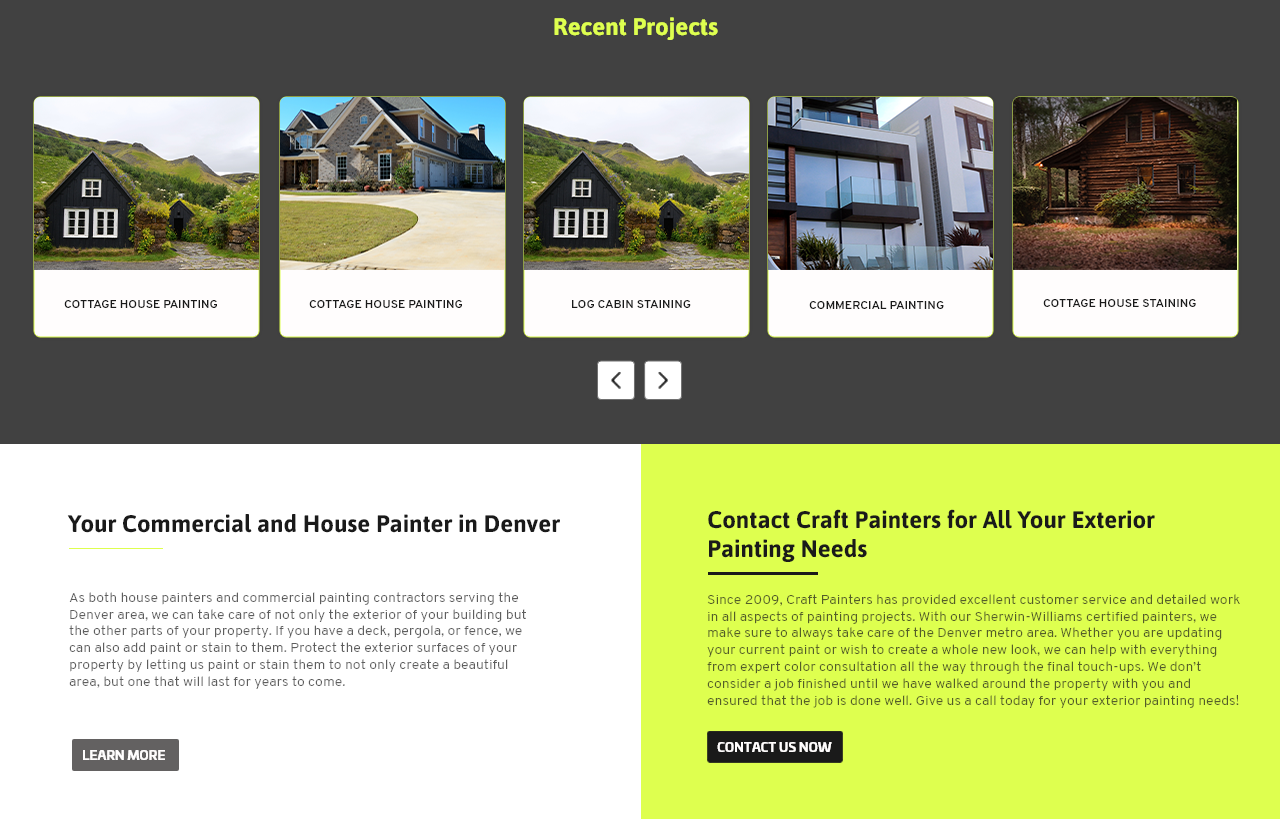 Recent Projects
COTTAGE HOUSE PAINTING
COTTAGE HOUSE PAINTING
LOG CABIN STAINING
COMMERCIAL PAINTING
COTTAGE HOUSE STAINING
Your Commercial and House Painter in Denver
As both house painters and commercial painting contractors serving the
Denver area, we can take care of not only the exterior of your building but
the other parts of your property. If you have a deck, pergola, or fence, we
can also add paint or stain to them. Protect the exterior surfaces of your
property by letting us paint or stain them to not only create a beautiful
area, but one that will last for years to come.
LEARN MORE
Contact Craft Painters for All Your Exterior
Painting Needs
Since 2009, Craft Painters has provided excellent customer service and detailed work
in all aspects of painting projects. With our Sherwin-Williams certified painters, we
make sure to always take care of the Denver metro area. Whether you are updating
your current paint or wish to create a whole new look, we can help with everything
from expert color consultation all the way through the final touch-ups. We don't
consider a job finished until we have walked around the property with you and
ensured that the job is done well. Give us a call today for your exterior painting needs!
CONTACT US NOW